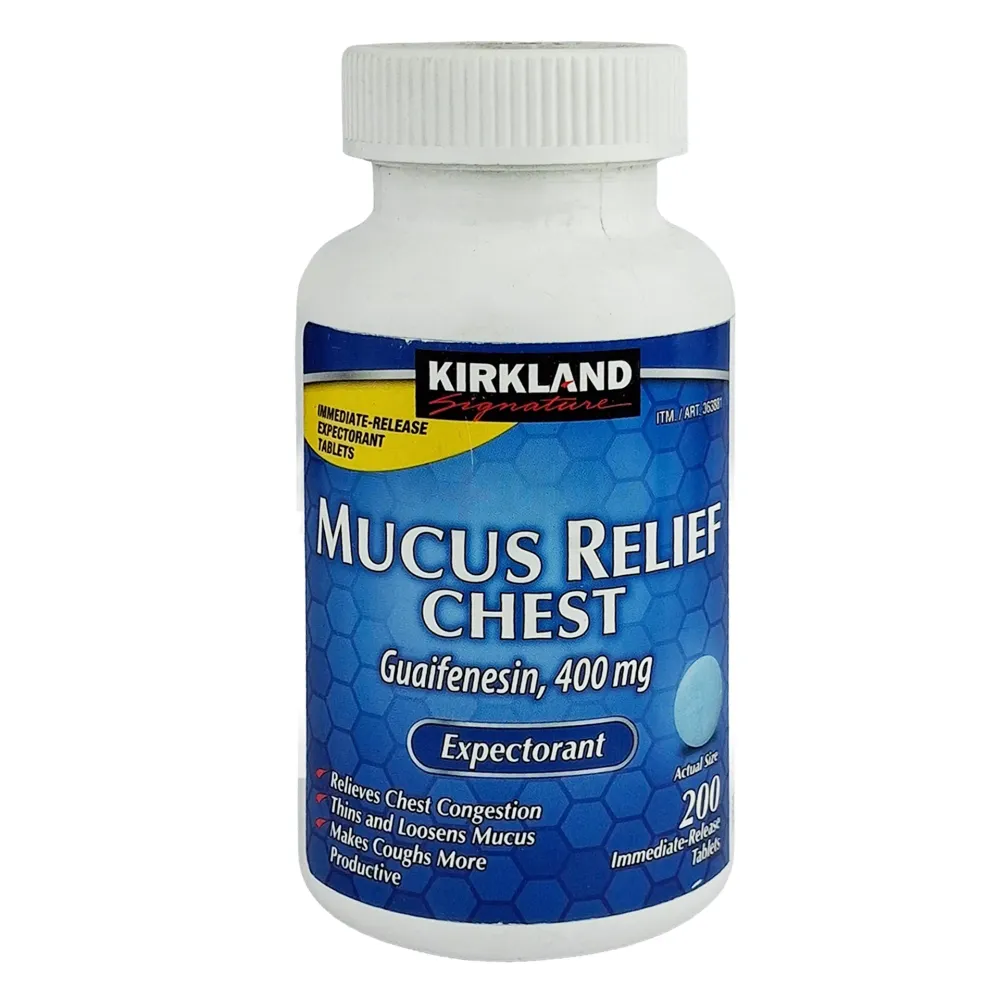 KIRKLAND
Signature
ITM. / ART. 363881
IMMEDIATE-RELEASE
EXPECTORANT
TABLETS
MUCUS RELIEF
CHEST
Guaifenesin, 400 mg
Expectorant
Relieves Chest Congestion
Thins and Loosens Mucus
Makes Coughs More
Productive
Actual Size
200
Immediate-Release
Tablets